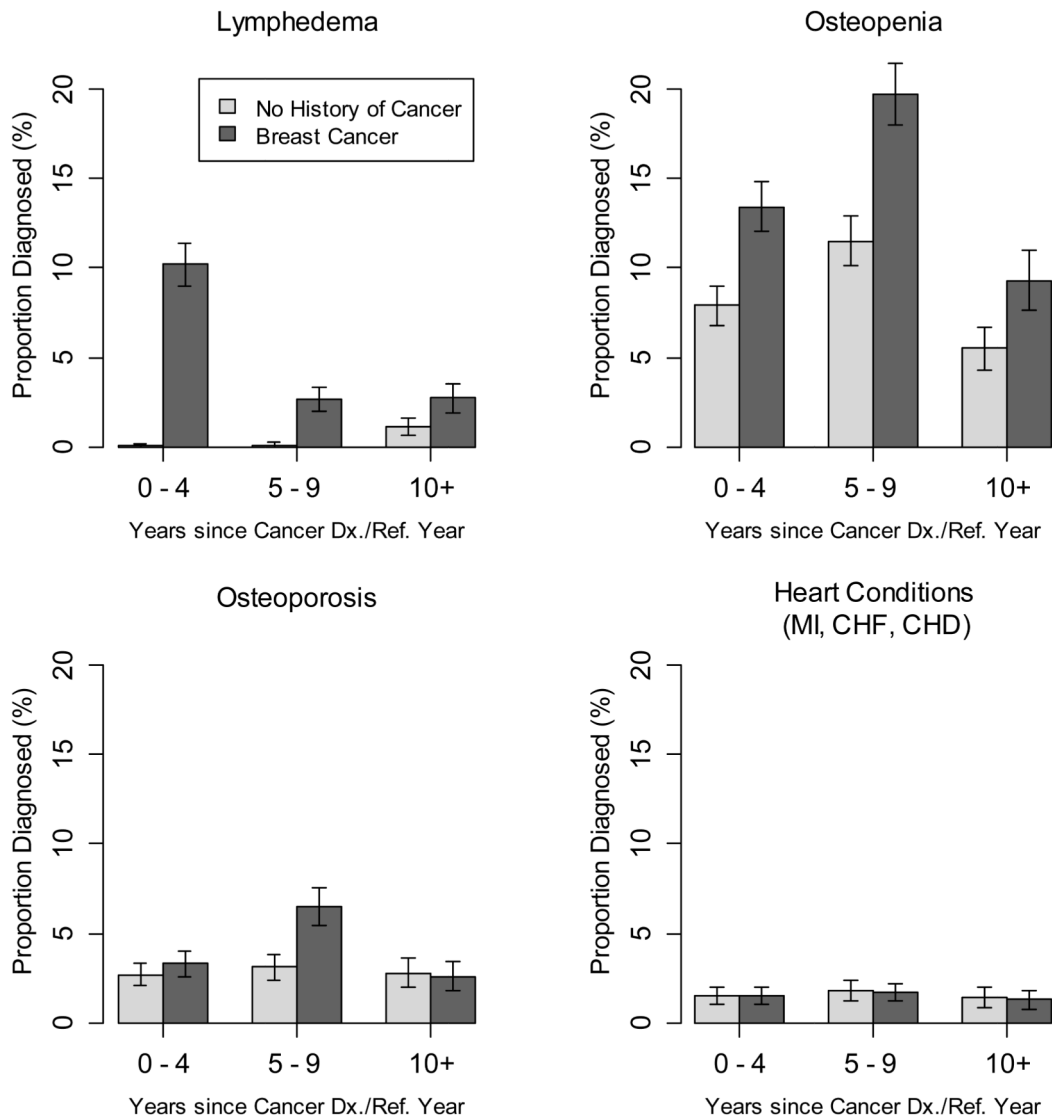 Lymphedema
Proportion Diagnosed (%)
20
15
10
5
0
No History of Cancer
Breast Cancer
0 - 4
5 - 9
10+
Years since Cancer Dx./Ref. Year
Osteopenia
Proportion Diagnosed (%)
20
15
10
5
0
0 - 4
5 - 9
10+
Years since Cancer Dx./Ref. Year
Osteoporosis
Proportion Diagnosed (%)
20
15
10
5
0
0 - 4
5 - 9
10+
Years since Cancer Dx./Ref. Year
Heart Conditions
(MI, CHF, CHD)
Proportion Diagnosed (%)
20
15
10
5
0
0 - 4
5 - 9
10+
Years since Cancer Dx./Ref. Year